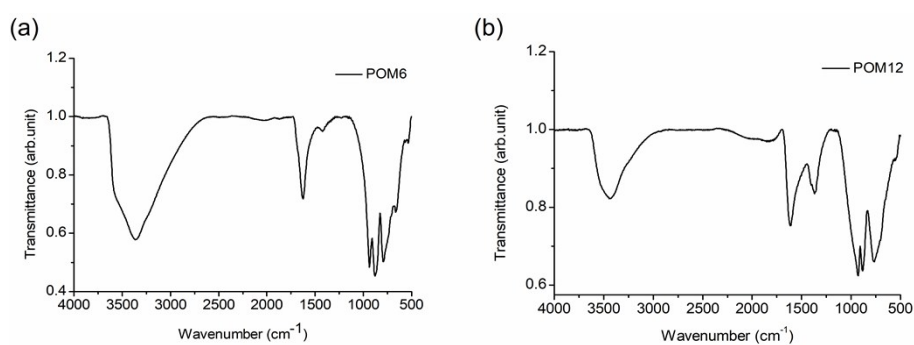 (a)
POM6
Transmittance (arb.unit)
1.2
1.0
0.8
0.6
0.4
4000 3500 3000 2500 2000 1500 1000 500
Wavenumber (cm⁻¹)
(b)
POM12
Transmittance (arb.unit)
1.2
1.0
0.8
0.6
4000 3500 3000 2500 2000 1500 1000 500
Wavenumber (cm⁻¹)